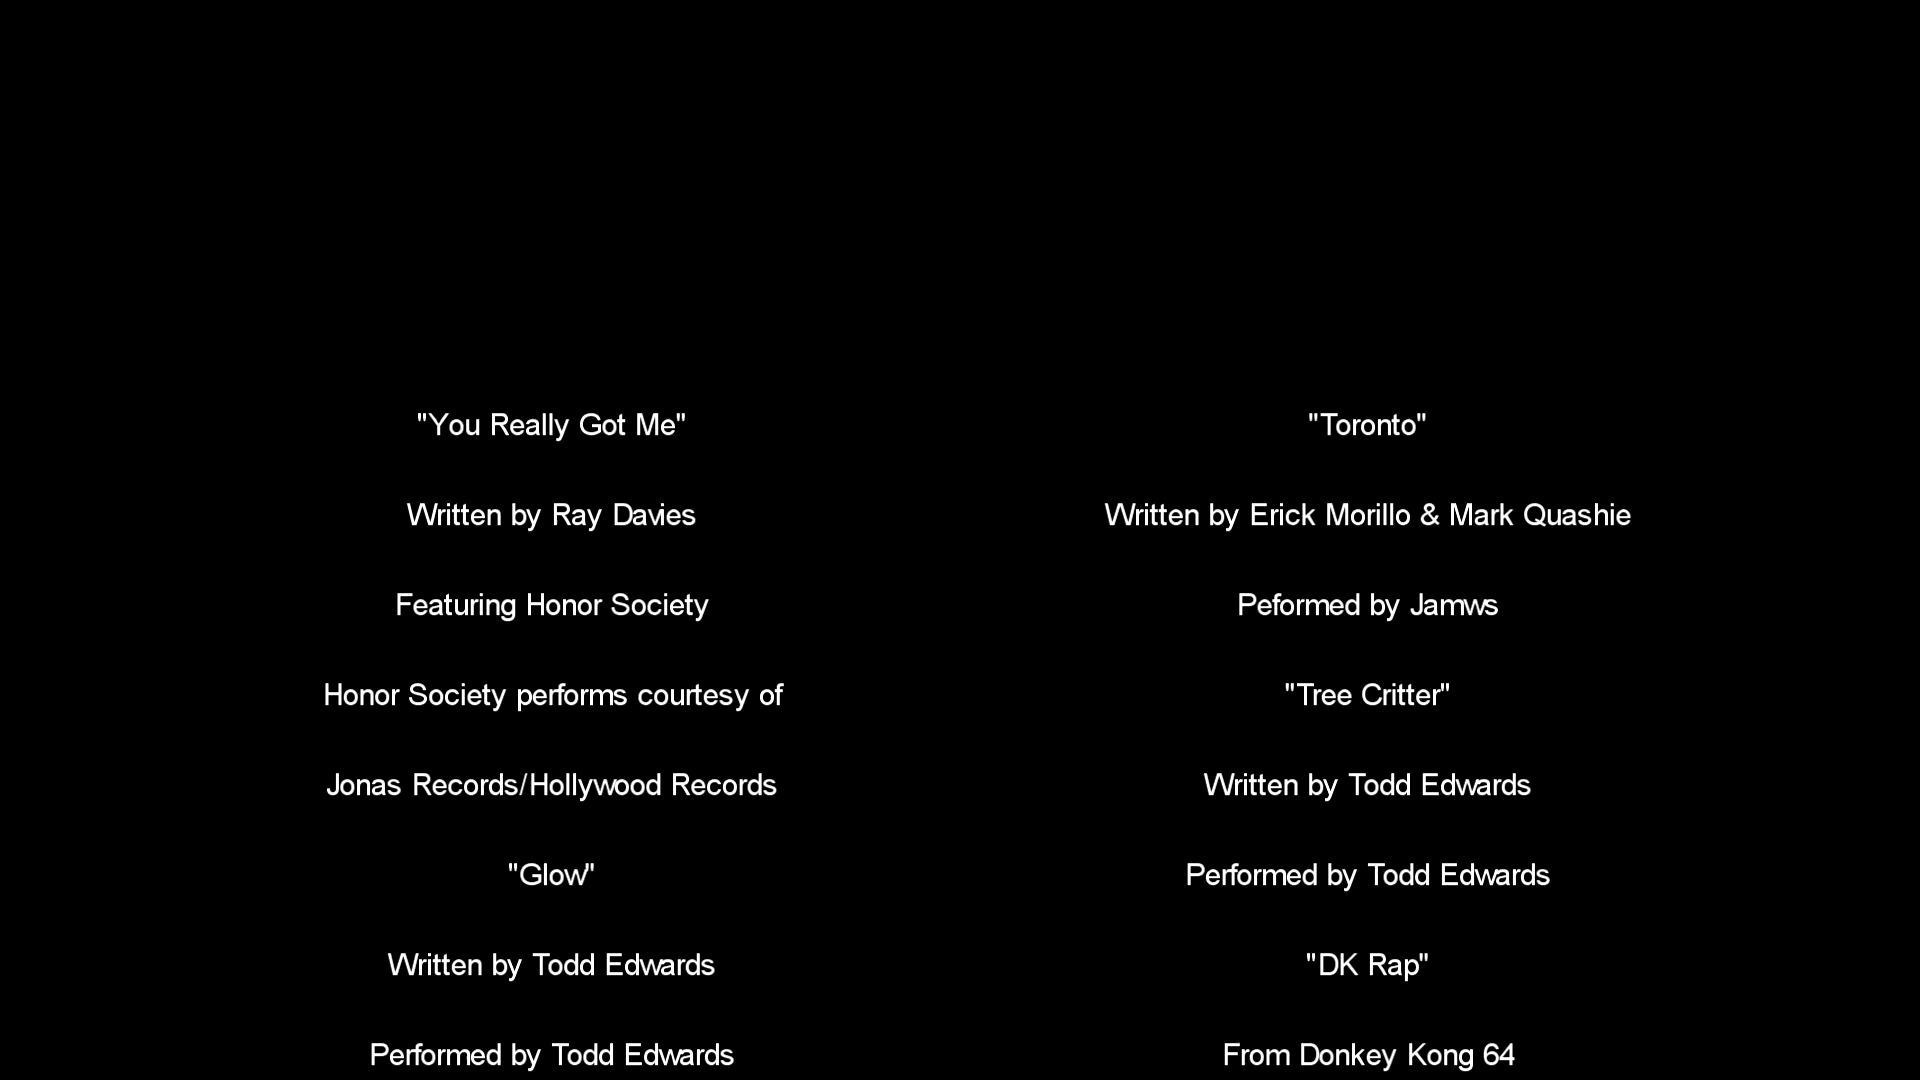 "You Really Got Me"
Written by Ray Davies
Featuring Honor Society
Honor Society performs courtesy of
Jonas Records/Hollywood Records
"Glow"
Written by Todd Edwards
Performed by Todd Edwards
"Toronto"
Written by Erick Morillo & Mark Quashie
Peformed by Jamws
"Tree Critter"
Written by Todd Edwards
Performed by Todd Edwards
"DK Rap"
From Donkey Kong 64